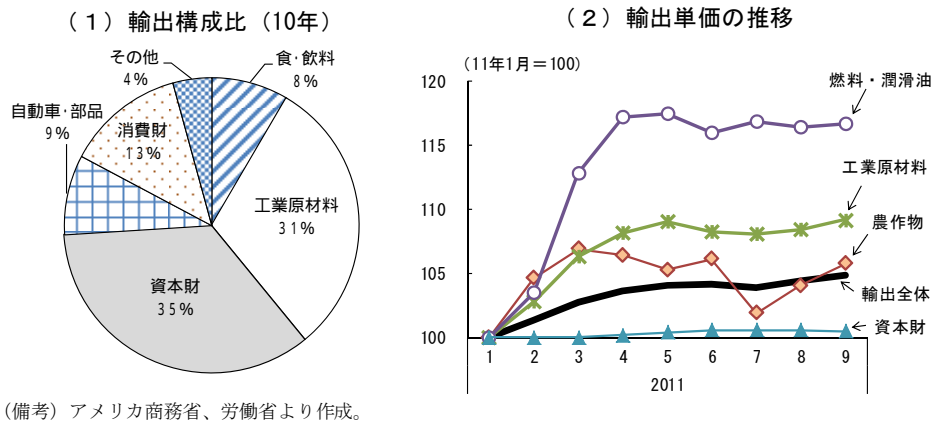 （１）輸出構成比（10年）
その他
4%
食・飲料
8%
自動車・部品
9%
消費財
13%
工業原材料
31%
資本財
35%
（２）輸出単価の推移
（11年1月＝100）
120
115
110
105
100
燃料・潤滑油
工業原材料
農作物
輸出全体
資本財
1 2 3 4 5 6 7 8 9
2011
（備考）アメリカ商務省、労働省より作成。